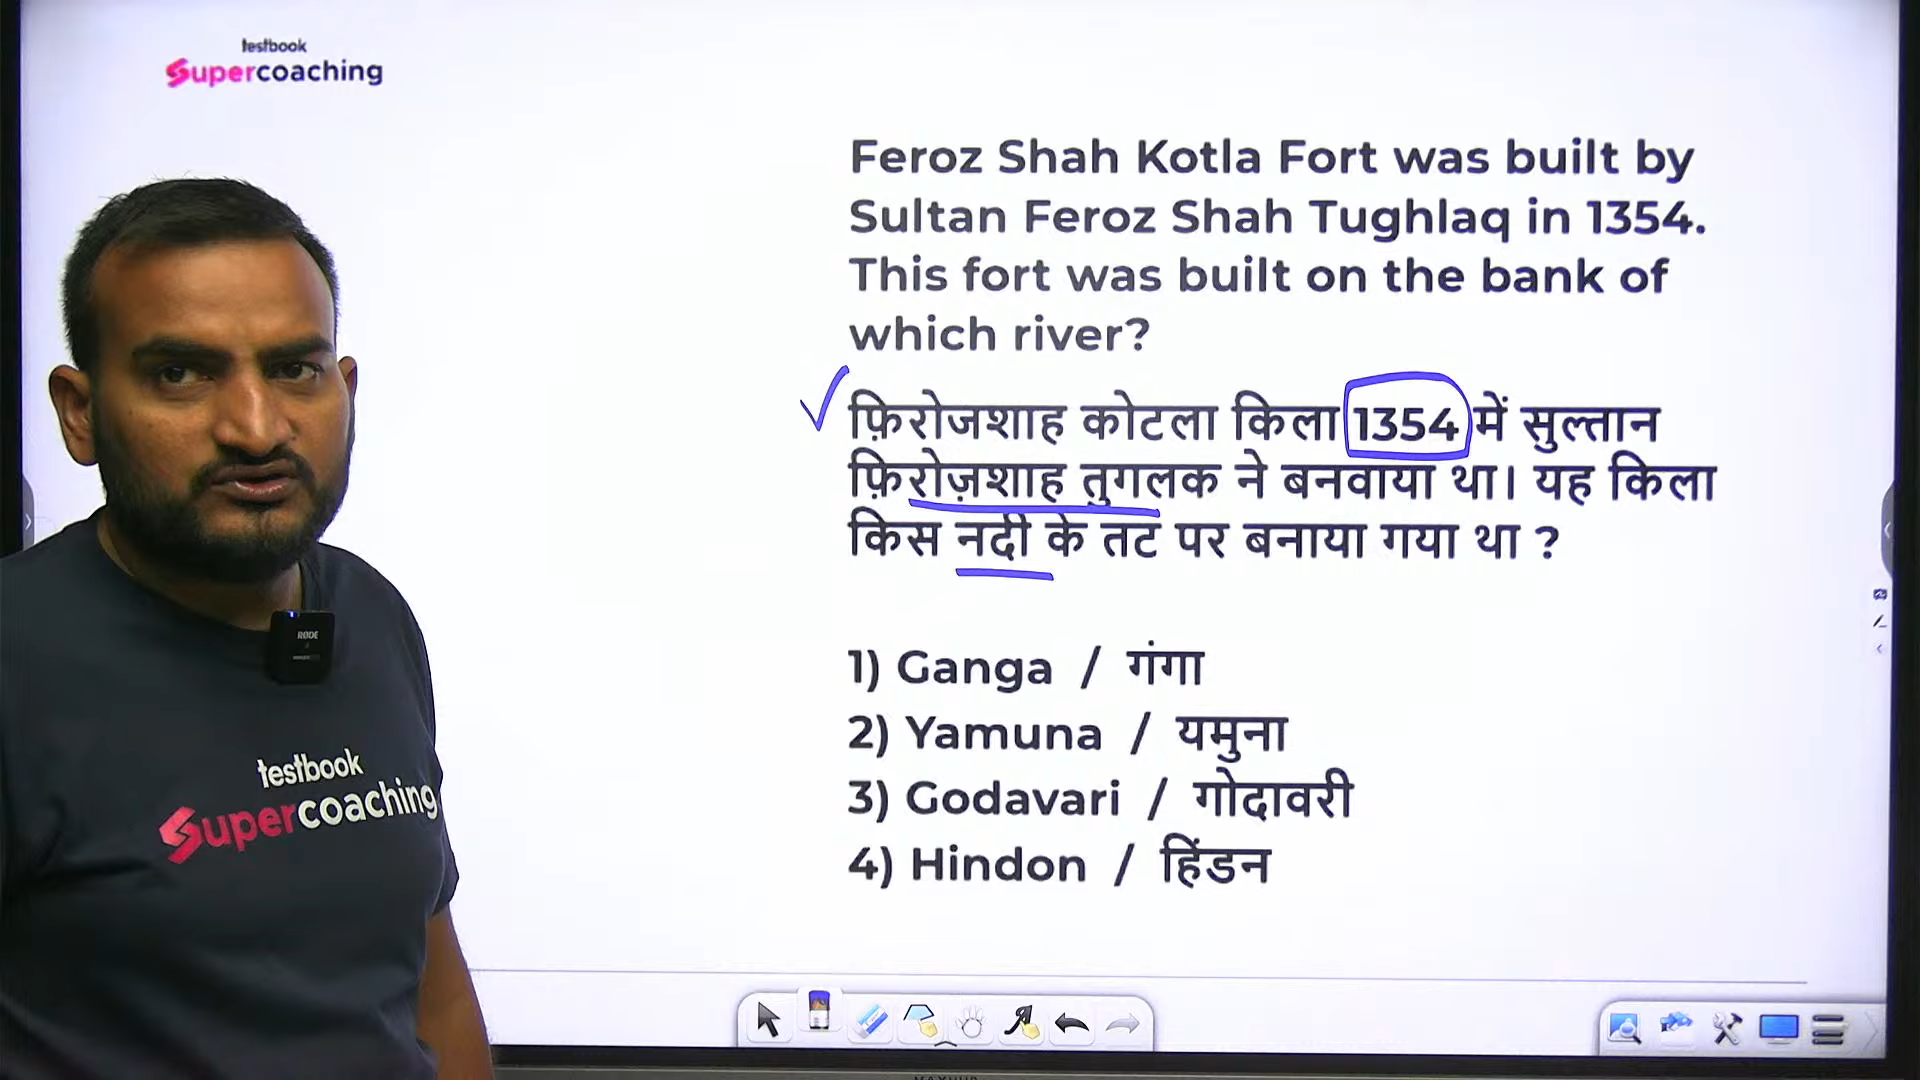 testbook
Supercoaching
Feroz Shah Kotla Fort was built by
Sultan Feroz Shah Tughlaq in 1354.
This fort was built on the bank of
which river?
फ़िरोजशाह कोटला किला 1354 में सुल्तान
फ़िरोज़शाह तुगलक ने बनवाया था। यह किला
किस नदी के तट पर बनाया गया था ?
1) Ganga / गंगा
2) Yamuna / यमुना
3) Godavari / गोदावरी
4) Hindon / हिंडन
RØDE
testbook
Supercoaching